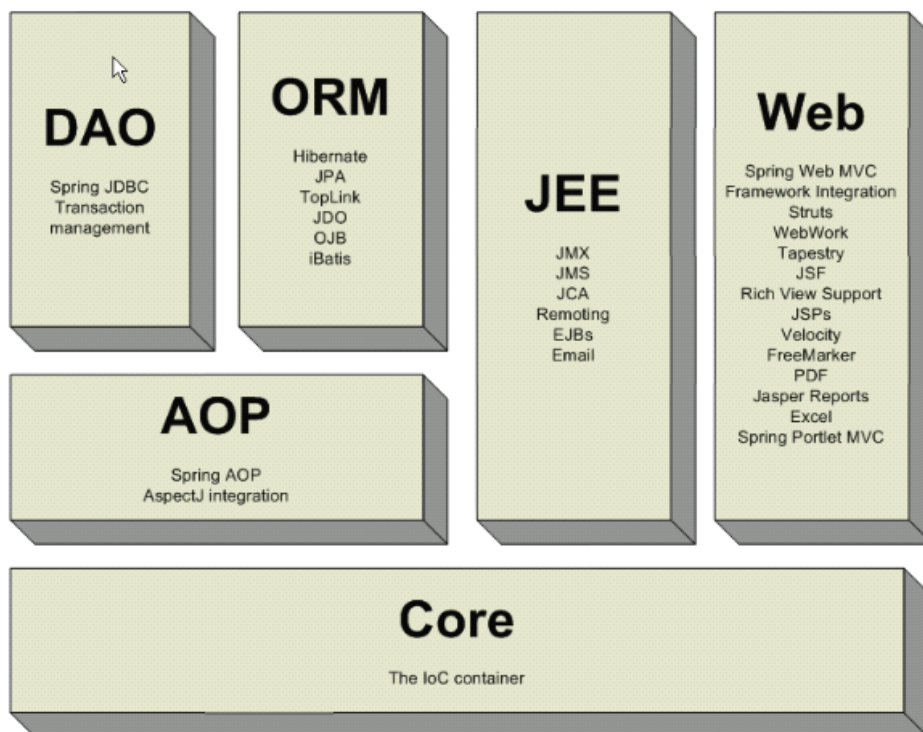 DAO
Spring JDBC
Transaction
management
ORM
Hibernate
JPA
TopLink
JDO
OJB
iBatis
JEE
JMX
JMS
JCA
Remoting
EJBs
Email
Web
Spring Web MVC
Framework Integration
Struts
WebWork
Tapestry
JSF
Rich View Support
JSPs
Velocity
FreeMarker
PDF
Jasper Reports
Excel
Spring Portlet MVC
AOP
Spring AOP
AspectJ integration
Core
The IoC container